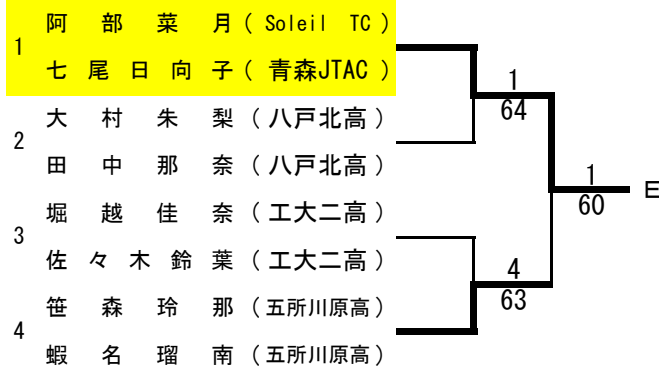 1
阿部菜月(Soleil TC)
七尾日向子(青森JTAC)
2
大村朱梨(八戸北高)
田中那奈(八戸北高)
3
堀越佳奈(工大二高)
佐々木鈴葉(工大二高)
4
笹森玲那(五所川原高)
蝦名瑠南(五所川原高)
1
64
4
63
1
60
E